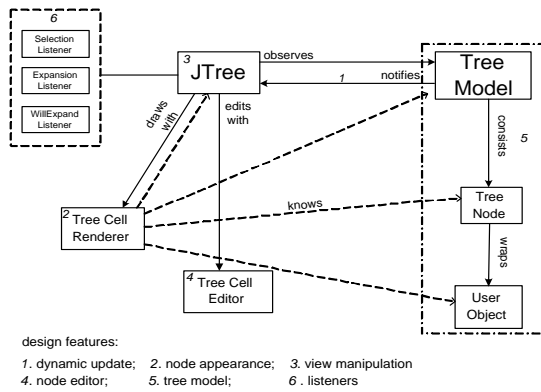 6
Selection
Listener
Expansion
Listener
WillExpand
Listener
3
JTree
observes
1
notifies
Tree
Model
draws
with
edits
with
consists
5
2
Tree Cell
Renderer
knows
Tree
Node
wraps
4
Tree Cell
Editor
User
Object
design features:
1. dynamic update; 2. node appearance; 3. view manipulation
4. node editor; 5. tree model; 6 . listeners